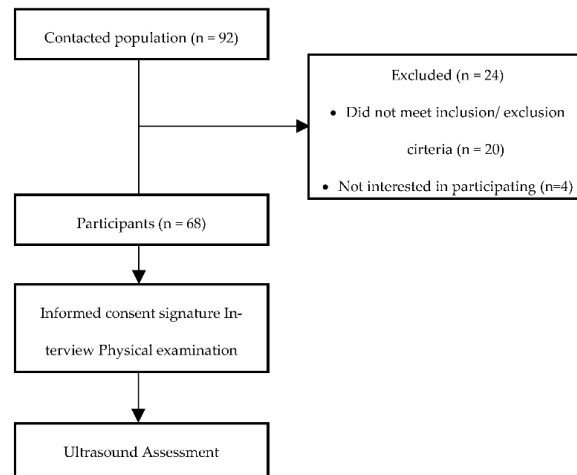 Contacted population (n = 92)
Excluded (n = 24)
• Did not meet inclusion/ exclusion
cirteria (n = 20)
• Not interested in participating (n=4)
Participants (n = 68)
Informed consent signature In-
terview Physical examination
Ultrasound Assessment